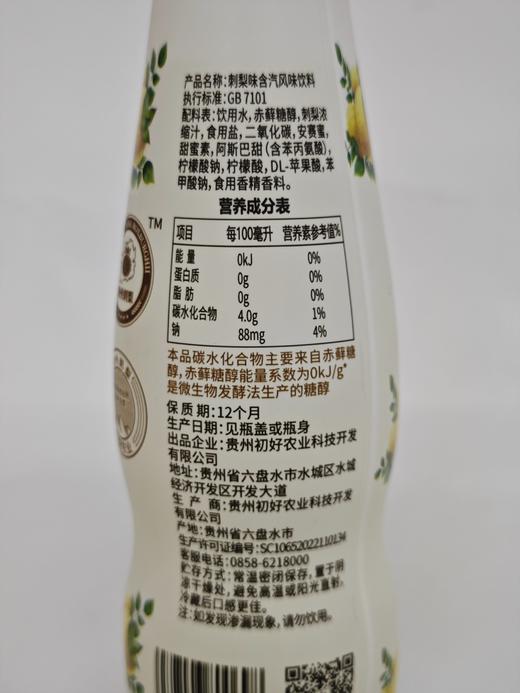 产品名称：刺梨味含汽风味饮料
执行标准：GB 7101
配料表：饮用水，赤藓糖醇，刺梨浓
缩汁，食用盐，二氧化碳，安赛蜜，
甜蜜素，阿斯巴甜（含苯丙氨酸），
柠檬酸钠，柠檬酸，DL-苹果酸，苯
甲酸钠，食用香精香料。
营养成分表
项目 每100毫升 营养素参考值%
能量 0kJ 0%
蛋白质 0g 0%
脂肪 0g 0%
碳水化合物 4.0g 1%
钠 88mg 4%
本品碳水化合物主要来自赤藓糖
醇，赤藓糖醇能量系数为0kJ/g*
是微生物发酵法生产的糖醇
保质期：12个月
生产日期：见瓶盖或瓶身
出品企业：贵州初好农业科技开发
有限公司
地址：贵州省六盘水市水城区水城
经济开发区开发大道
生产商：贵州初好农业科技开发
有限公司
产地：贵州省六盘水市
生产许可证编号：SC10652022110134
客服电话：0858-6218000
贮存方式：常温密闭保存，置于阴
凉干燥处，避免高温或阳光直射，
冷藏后口感更佳。
注：如发现渗漏现象，请勿饮用。
TM